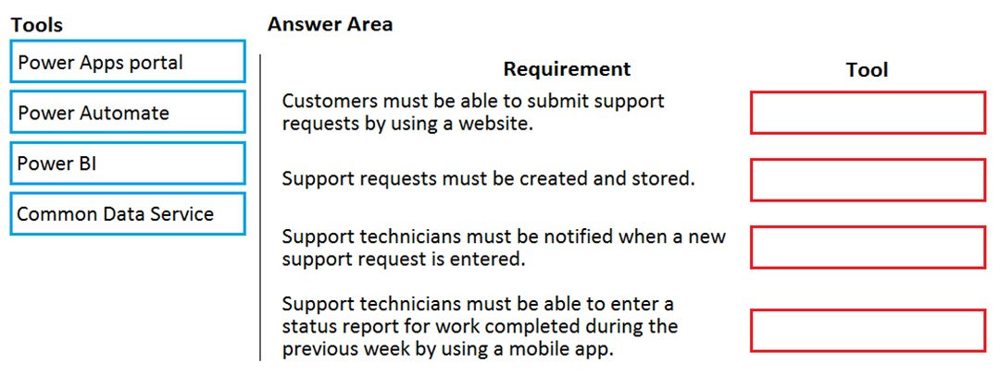 Tools
Answer Area
Power Apps portal
Power Automate
Power BI
Common Data Service
Requirement
Tool
Customers must be able to submit support
requests by using a website.
Support requests must be created and stored.
Support technicians must be notified when a new
support request is entered.
Support technicians must be able to enter a
status report for work completed during the
previous week by using a mobile app.